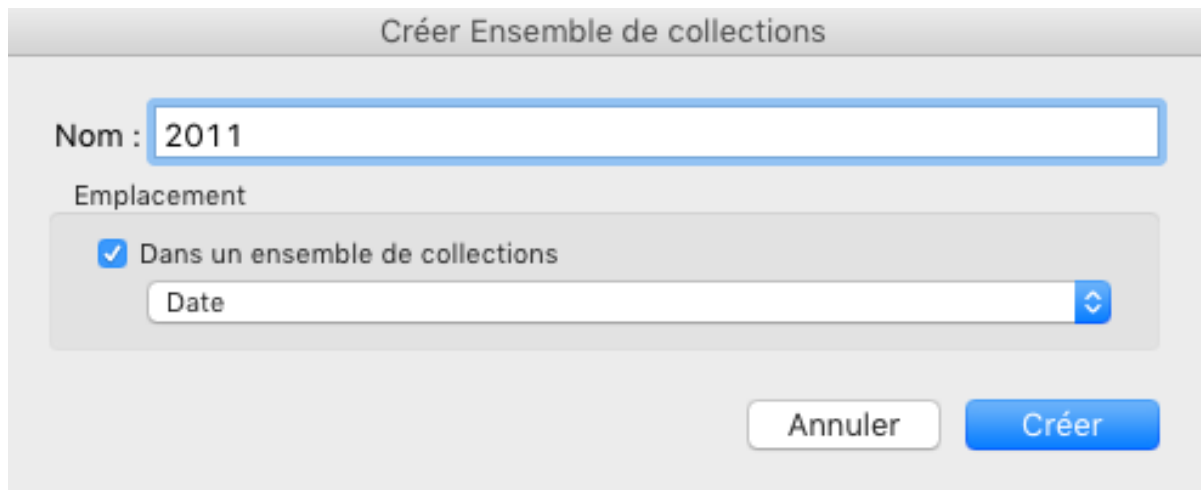 Créer Ensemble de collections
Nom : 2011
Emplacement
Dans un ensemble de collections
Date
Annuler Créer